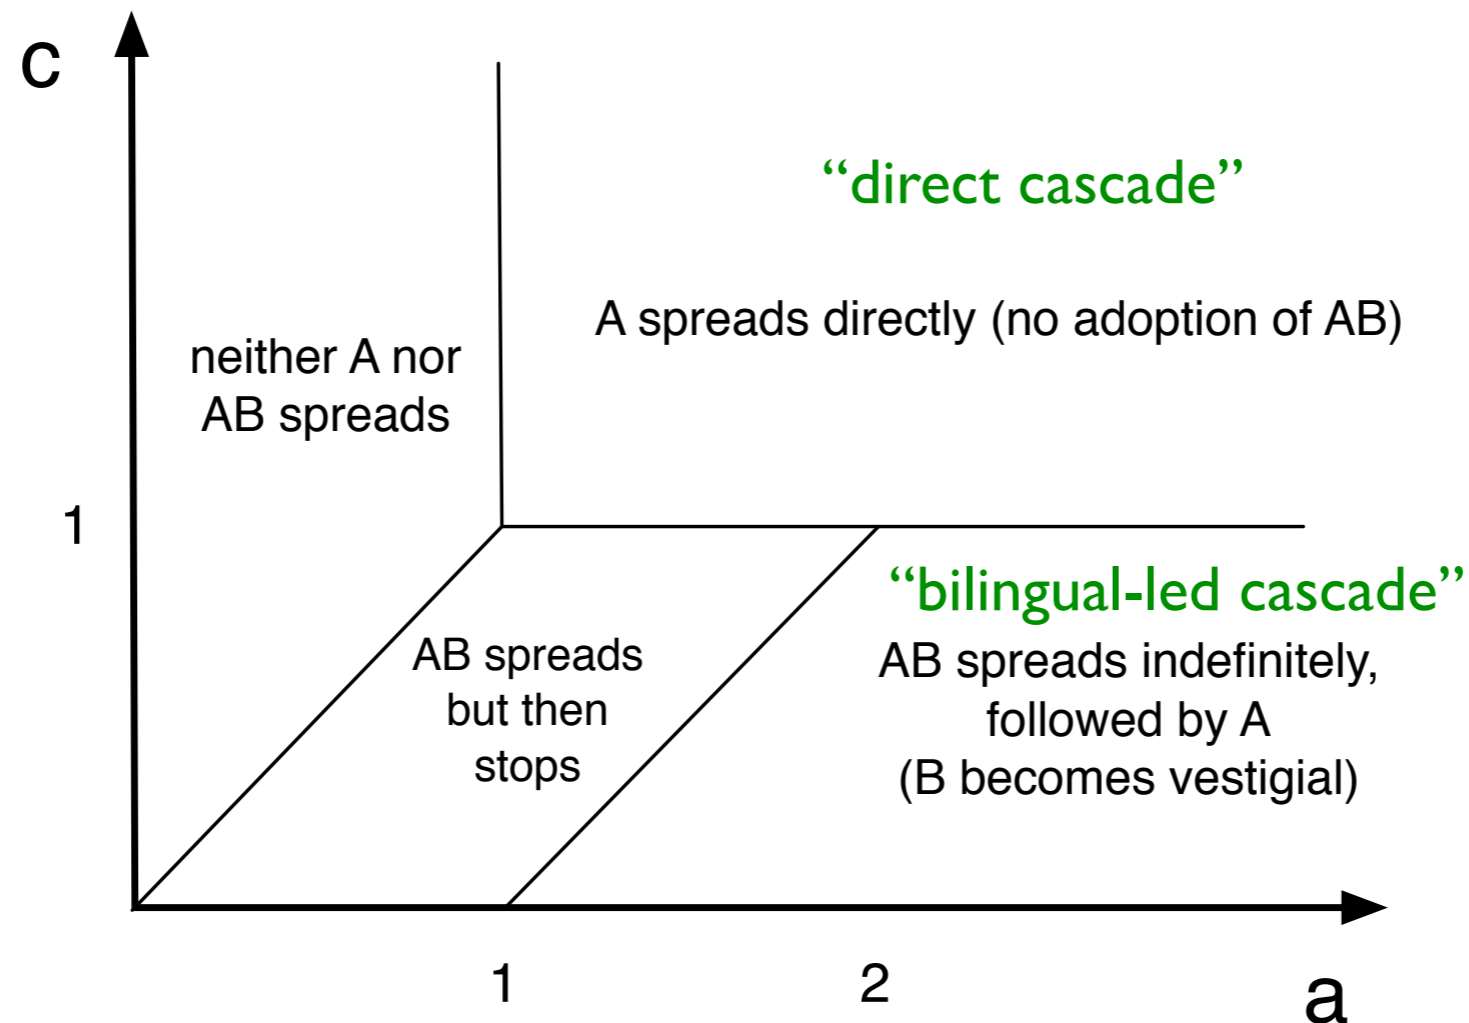 c
“direct cascade”
A spreads directly (no adoption of AB)
neither A nor
AB spreads
1
“bilingual-led cascade”
AB spreads
but then
stops
AB spreads indefinitely,
followed by A
(B becomes vestigial)
1
2
a